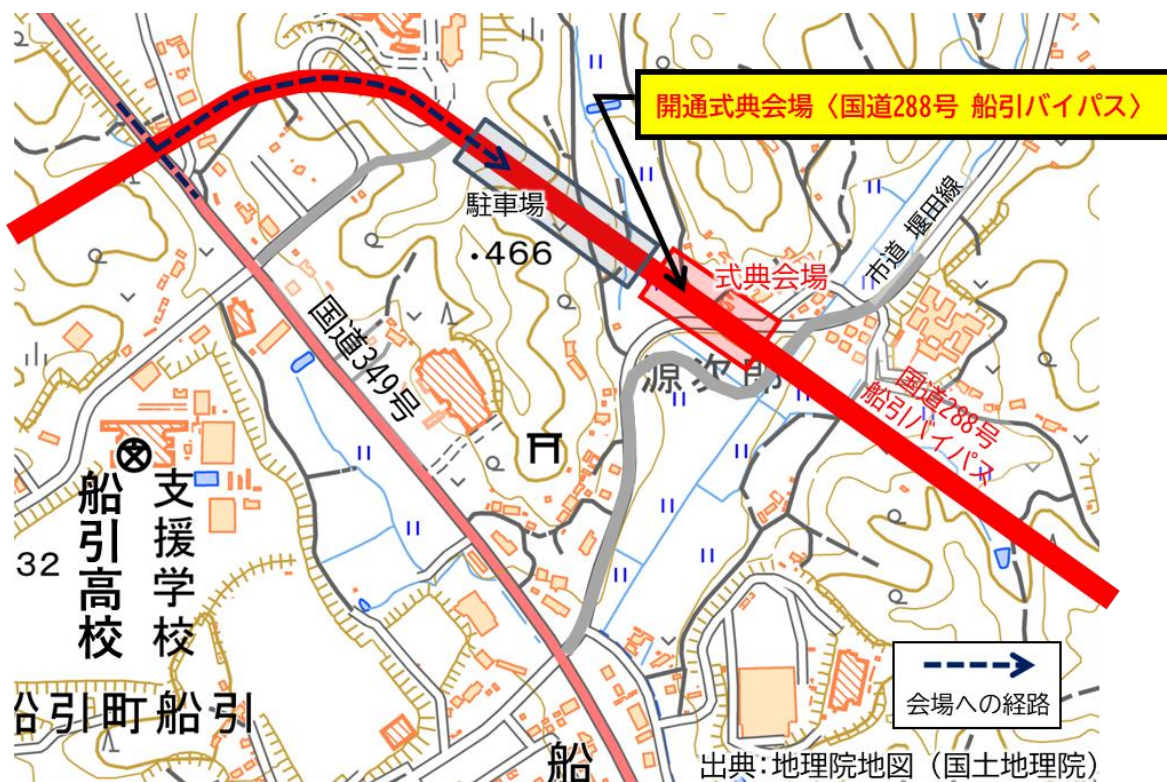 開通式典会場〈国道288号 船引バイパス〉
駐車場
・466
式典会場
市道 堰田線
国道349号
源次郎
国道288号
船引バイパス
支援学校
船引高校
32
船引町船引
船
会場への経路
出典：地理院地図（国土地理院）